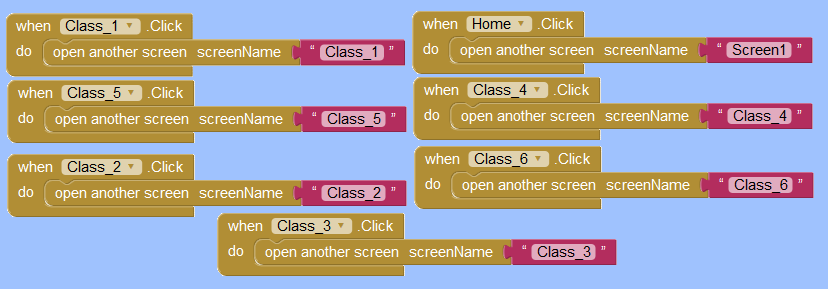 when Class_1 .Click
do open another screen screenName "Class_1"
when Home .Click
do open another screen screenName "Screen1"
when Class_5 .Click
do open another screen screenName "Class_5"
when Class_4 .Click
do open another screen screenName "Class_4"
when Class_2 .Click
do open another screen screenName "Class_2"
when Class_6 .Click
do open another screen screenName "Class_6"
when Class_3 .Click
do open another screen screenName "Class_3"